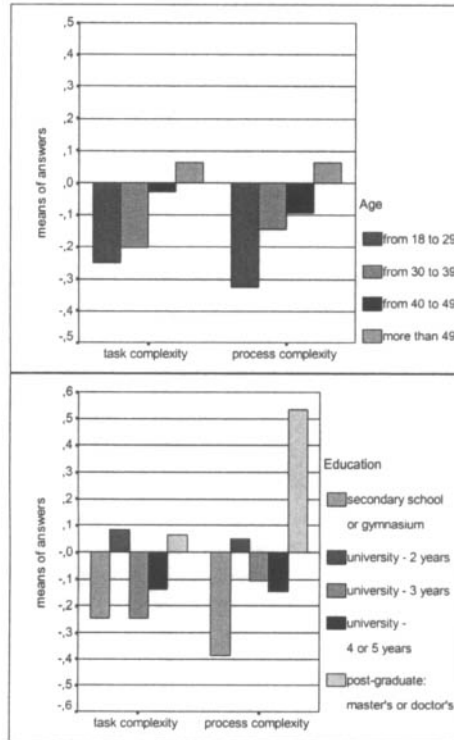 ,5
,4
,3
,2
,1
,0
-,1
-,2
-,3
-,4
-,5
means of answers
task complexity
process complexity
Age
from 18 to 29
from 30 to 39
from 40 to 49
more than 49
,6
,5
,4
,3
,2
,1
-,0
-,1
-,2
-,3
-,4
-,5
-,6
means of answers
task complexity
process complexity
Education
secondary school
or gymnasium
university - 2 years
university - 3 years
university -
4 or 5 years
post-graduate:
master's or doctor's